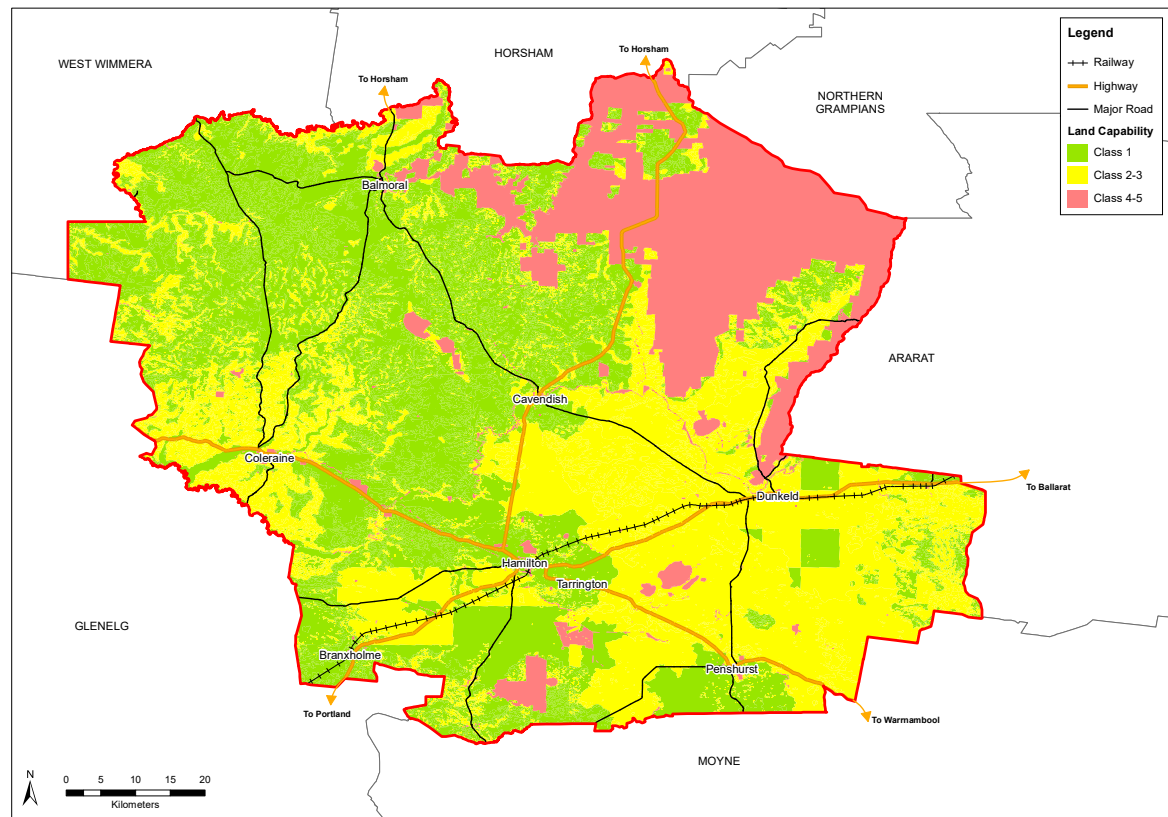 WEST WIMMERA
HORSHAM
To Horsham
To Horsham
NORTHERN
GRAMPIANS
Legend
Railway
Highway
Major Road
Land Capability
Class 1
Class 2-3
Class 4-5
Balmoral
ARARAT
Cavendish
Coleraine
Dunkeld
To Ballarat
Hamilton
Tarrington
GLENELG
Branxholme
Penshurst
To Portland
To Warrnambool
MOYNE
N
0 5 10 15 20
Kilometers